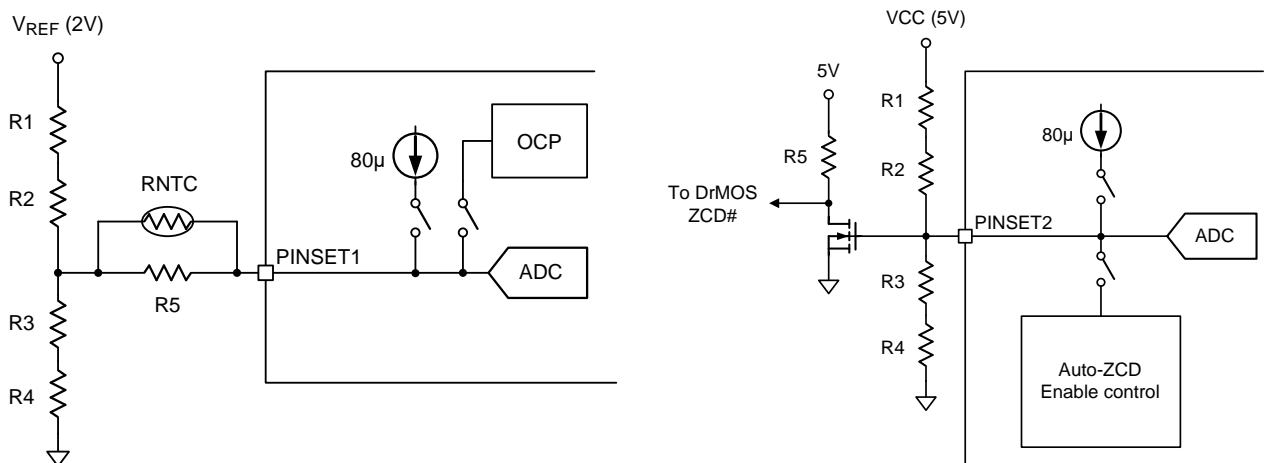 VREF (2V)
R1
R2
RNTC
R5
R3
R4
PINSET1
80µ
OCP
ADC
VCC (5V)
5V
R1
R5
R2
To DrMOS
ZCD#
PINSET2
R3
R4
80µ
ADC
Auto-ZCD
Enable control